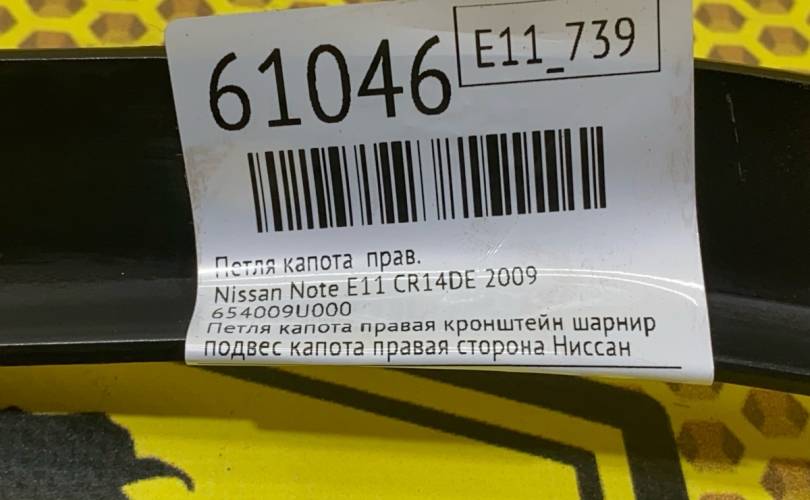 61046
E11_739
Петля капота прав.
Nissan Note E11 CR14DE 2009
654009U000
Петля капота правая кронштейн шарнир
подвес капота правая сторона Ниссан